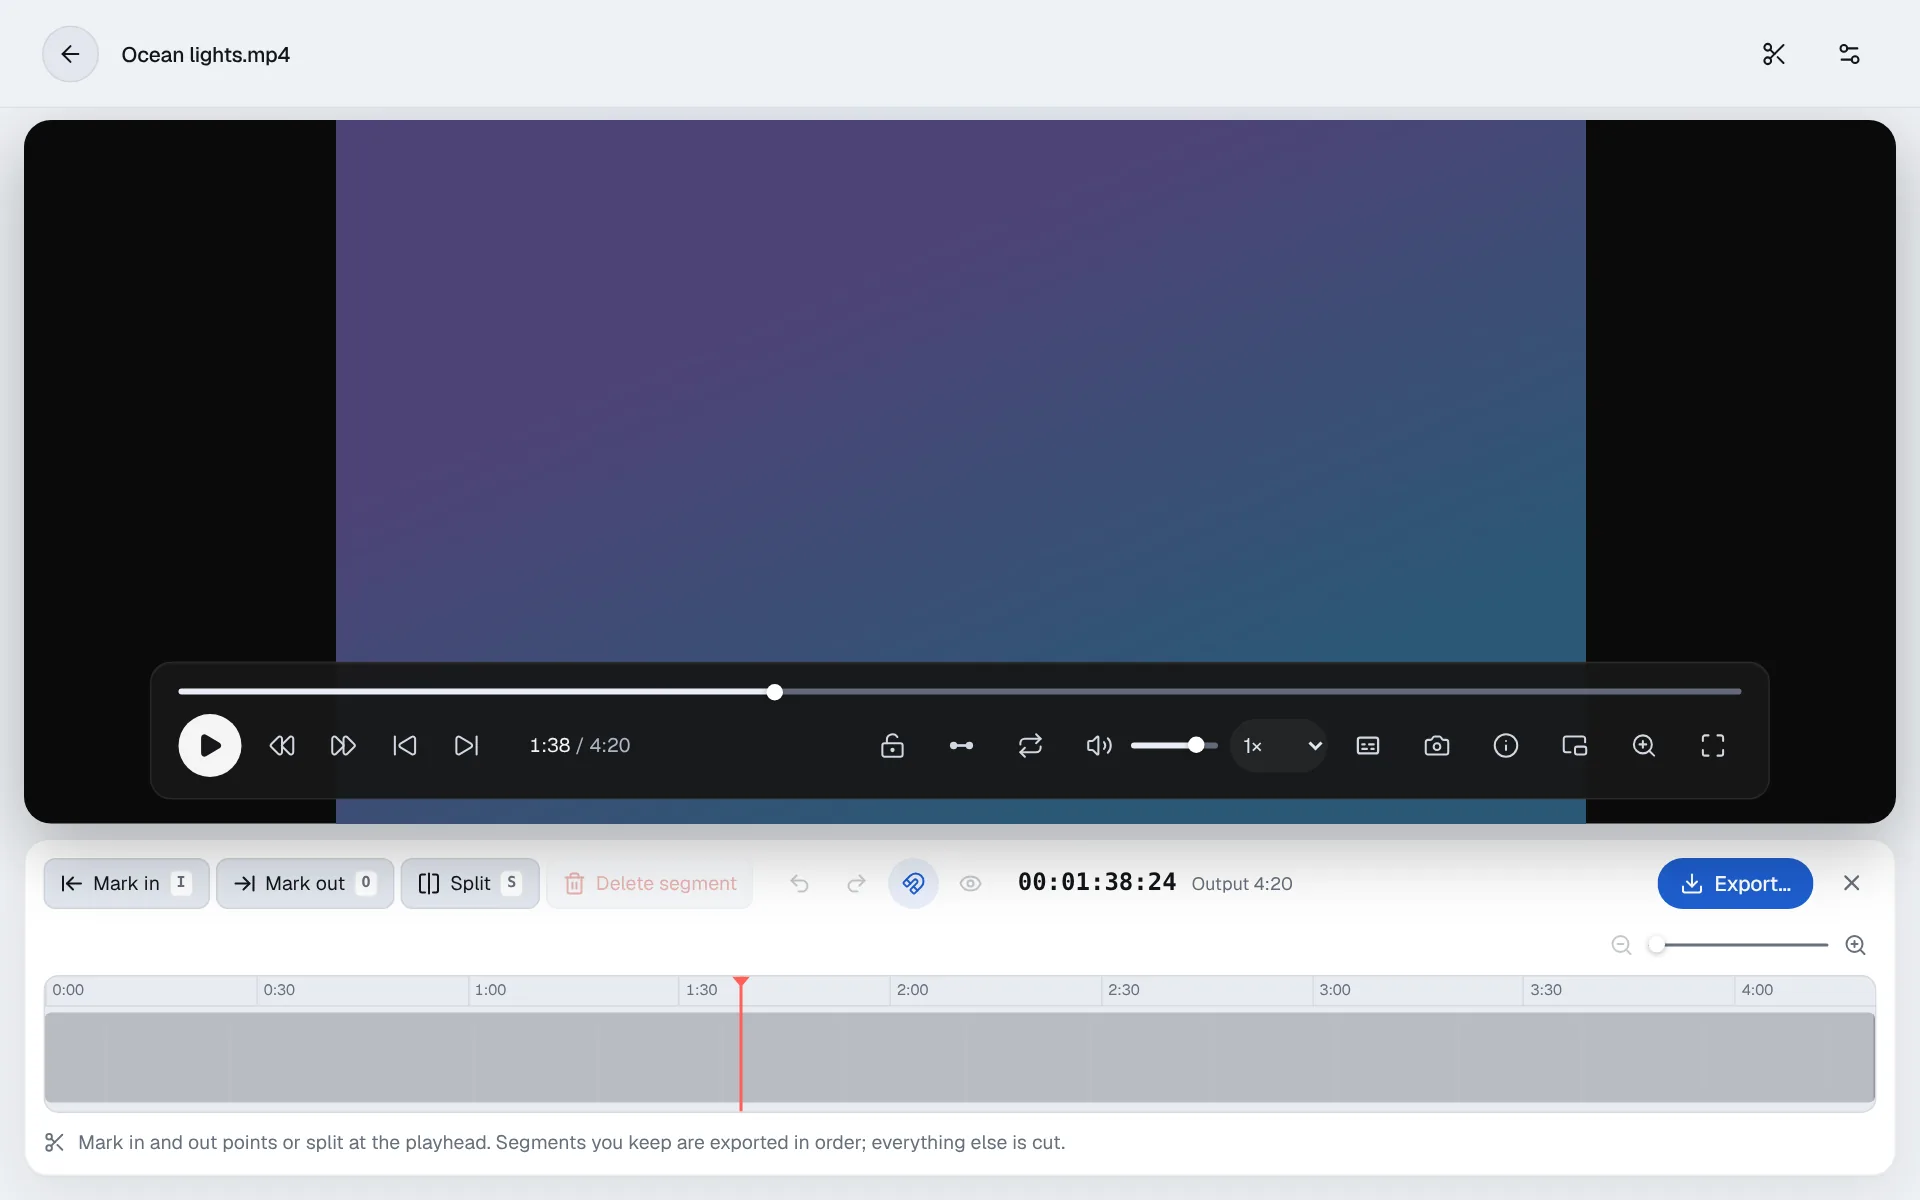 Ocean lights.mp4
1:38 / 4:20
1x
Mark in I
Mark out O
Split S
Delete segment
00:01:38:24
Output 4:20
Export...
0:00 0:30 1:00 1:30 2:00 2:30 3:00 3:30 4:00
Mark in and out points or split at the playhead. Segments you keep are exported in order; everything else is cut.